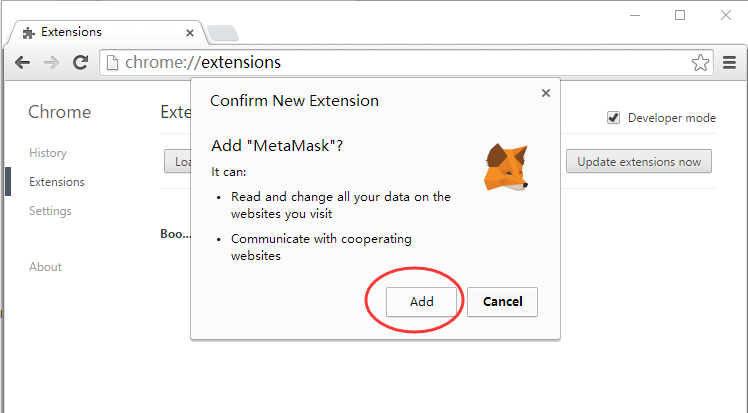 Extensions
chrome://extensions
Chrome
History
Extensions
Settings
About
Developer mode
Update extensions now
Boo...
Confirm New Extension
Add "MetaMask"?
It can:
• Read and change all your data on the
websites you visit
• Communicate with cooperating
websites
Add
Cancel